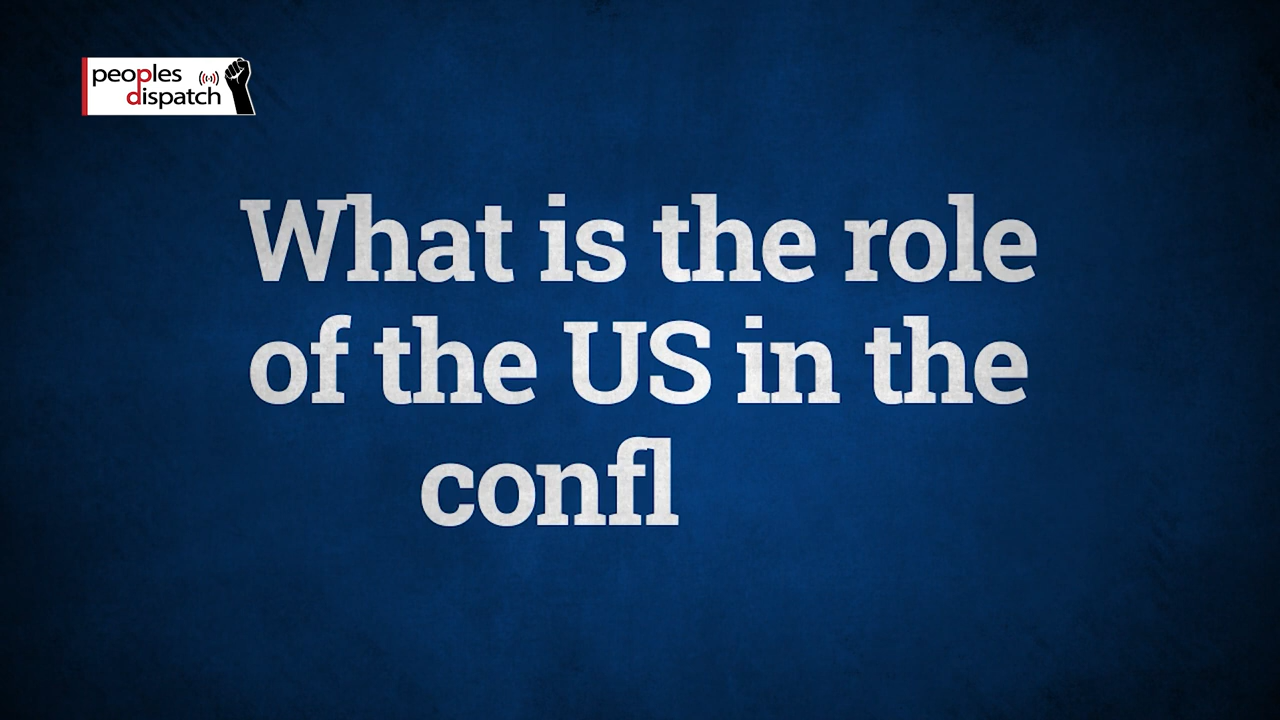 peoples
dispatch
What is the role
of the US in the
confl